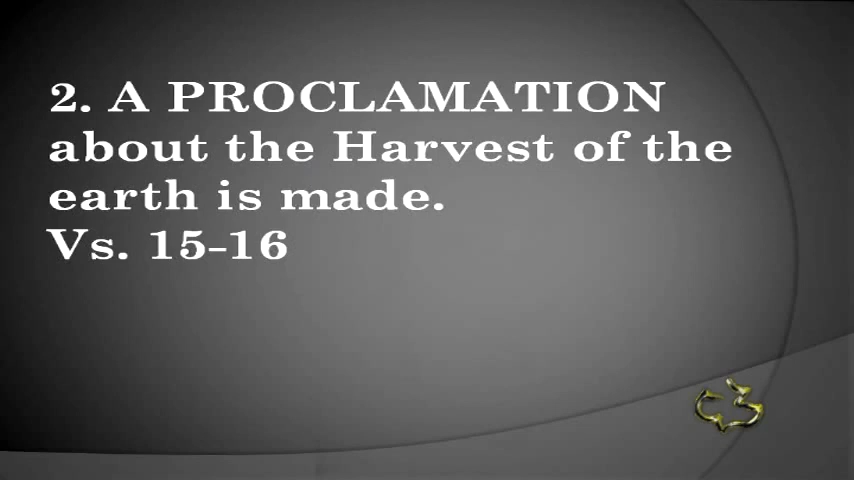 2. A PROCLAMATION
about the Harvest of the
earth is made.
Vs. 15-16